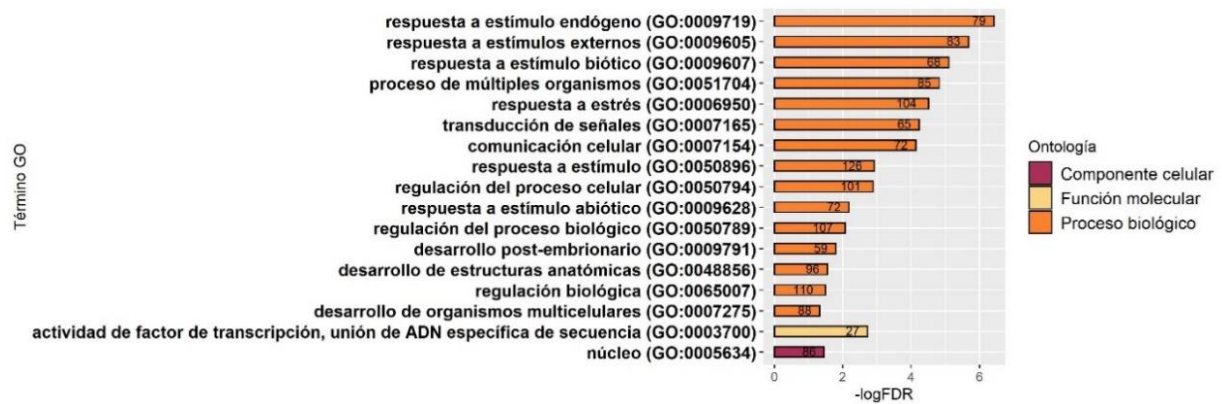 respuesta a estímulo endógeno (GO:0009719) 79
respuesta a estímulos externos (GO:0009605) 83
respuesta a estímulo biótico (GO:0009607) 68
proceso de múltiples organismos (GO:0051704) 85
respuesta a estrés (GO:0006950) 104
transducción de señales (GO:0007165) 65
comunicación celular (GO:0007154) 72
respuesta a estímulo (GO:0050896) 126
regulación del proceso celular (GO:0050794) 101
respuesta a estímulo abiótico (GO:0009628) 72
regulación del proceso biológico (GO:0050789) 107
desarrollo post-embrionario (GO:0009791) 59
desarrollo de estructuras anatómicas (GO:0048856) 96
regulación biológica (GO:0065007) 110
desarrollo de organismos multicelulares (GO:0007275) 88
actividad de factor de transcripción, unión de ADN específica de secuencia (GO:0003700) 27
núcleo (GO:0005634) 86
Término GO
0 2 4 6
-logFDR
Ontología
Componente celular
Función molecular
Proceso biológico